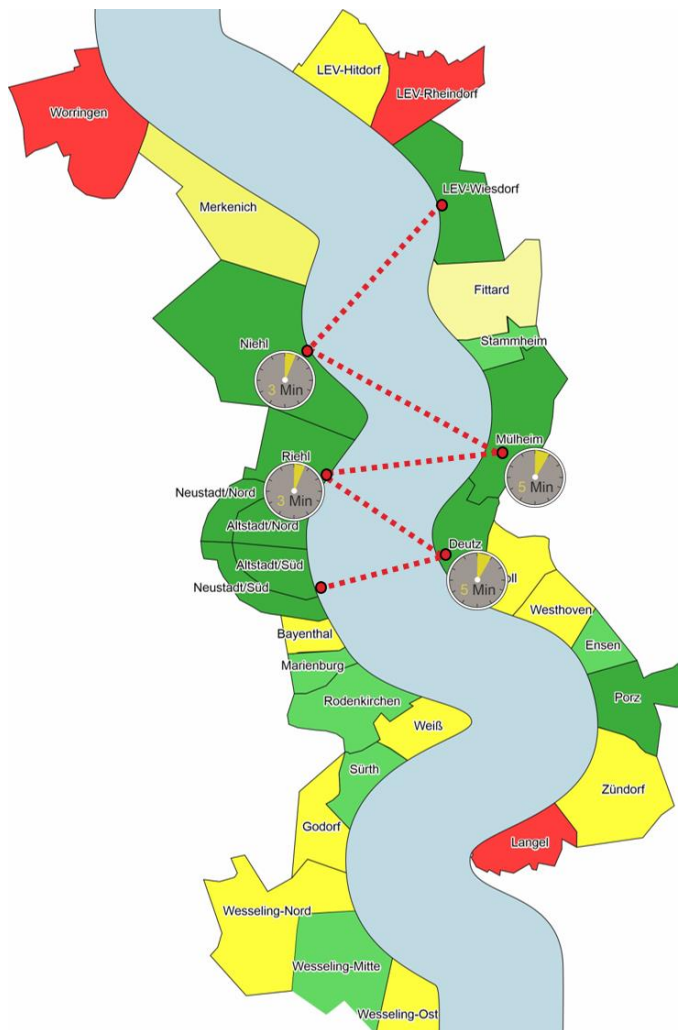 LEV-Hitdorf
LEV-Rheindorf
Worringen
LEV-Wiesdorf
Merkenich
Fittard
Niehl
Stammheim
3 Min
Mülheim
Riehl
5 Min
Neustadt/Nord
3 Min
Altstadt/Nord
Deutz
Altstadt/Süd
5 Min
oll
Neustadt/Süd
Westhoven
Bayenthal
Ensen
Marienburg
Rodenkirchen
Porz
Weiß
Sürth
Zündorf
Godorf
Langel
Wesseling-Nord
Wesseling-Mitte
Wesseling-Ost